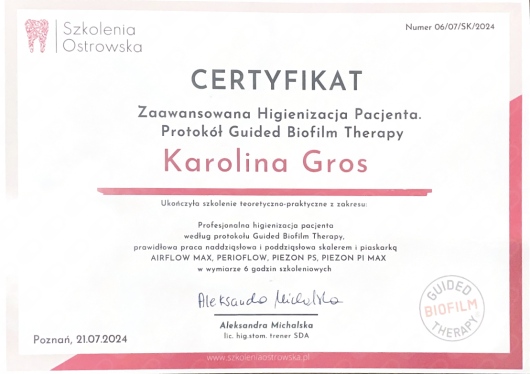 Szkolenia
Ostrowska
Numer 06/07/SK/2024
CERTYFIKAT
Zaawansowana Higienizacja Pacjenta.
Protokół Guided Biofilm Therapy
Karolina Gros
Ukończyła szkolenie teoretyczno-praktyczne z zakresu:
Profesjonalna higienizacja pacjenta
według protokołu Guided Biofilm Therapy,
prawidłowa praca naddziąsłowa i poddziąsłowa skalerem i piaskarką
AIRFLOW MAX, PERIOFLOW, PIEZON PS, PIEZON PI MAX
w wymiarze 6 godzin szkoleniowych
Aleksandra Michalska
Aleksandra Michalska
lic. hig.stom. trener SDA
GUIDED
BIOFILM
THERAPY
Poznań, 21.07.2024
www.szkoleniaostrowska.pl